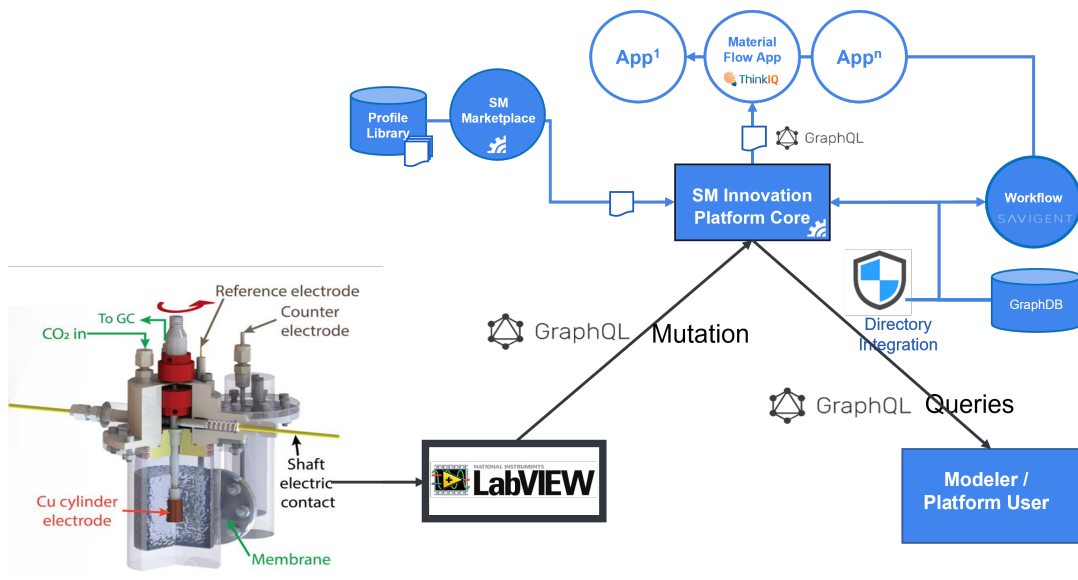 App¹
Material
Flow App
ThinkIQ
Appⁿ
SM
Marketplace
Profile
Library
GraphQL
SM Innovation
Platform Core
Workflow
SAVIGENT
GraphDB
Directory
Integration
Reference electrode
To GC
Counter
electrode
CO₂ in
GraphQL Mutation
GraphQL Queries
Shaft
electric
contact
Cu cylinder
electrode
Membrane
NATIONAL INSTRUMENTS
LabVIEW
Modeler /
Platform User